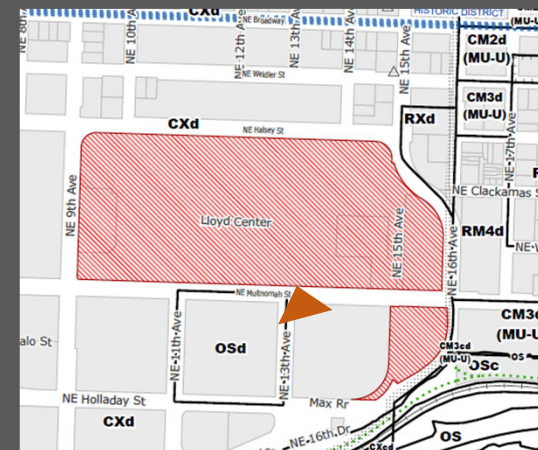 CXd
HISTORIC DISTRICT
NE Broadway
(MU-U)
NE 10th Ave
NE 12th Ave
NE 13th Ave
NE 14th Ave
NE 15th Ave
CM2d
(MU-U)
NE Weidler St
CM3d
(MU-U)
CXd
NE Halsey St
RXd
NE 17th Ave
NE 9th Ave
NE Clackamas S
Lloyd Center
NE 15th Ave
NE 16th Ave
RM4d
NE
NE Multnomah St
NE 11th Ave
NE 13th Ave
CM3
(MU-U
alo St
OSd
CM3cd
(MU-U)
OS
OSc
NE Holladay St
Max Rr
CXd
NE 16th Dr
OS
CXcd